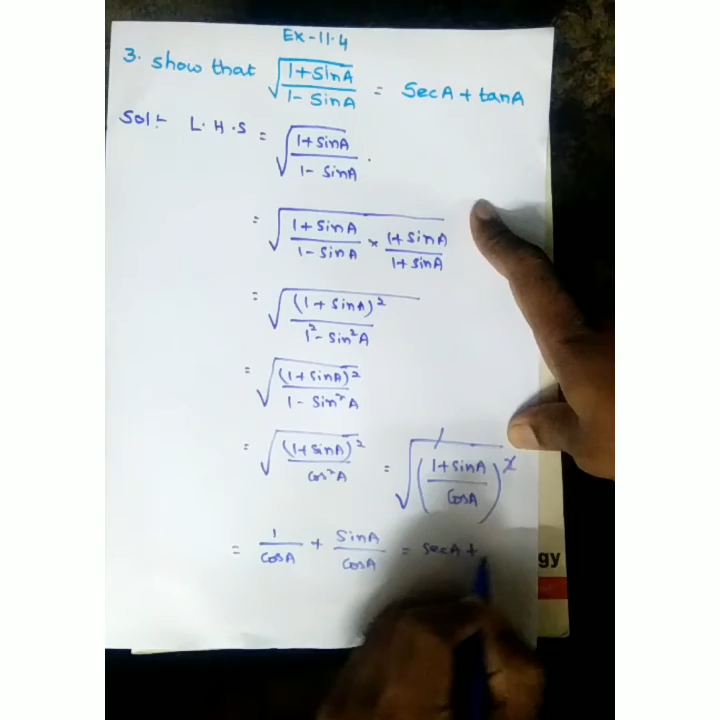 Ex-11.4
3. show that √((1+SinA)/(1-SinA)) = SecA + tanA
Sol:- L.H.S = √((1+SinA)/(1-SinA)).
= √((1+SinA)/(1-SinA) × (1+SinA)/(1+SinA))
= √((1+SinA)²/(1²-Sin²A))
= √((1+SinA)²/(1-Sin²A))
= √((1+SinA)²/Cos²A) = √((1+SinA)/CosA)²
= 1/CosA + SinA/CosA = SecA +
gy